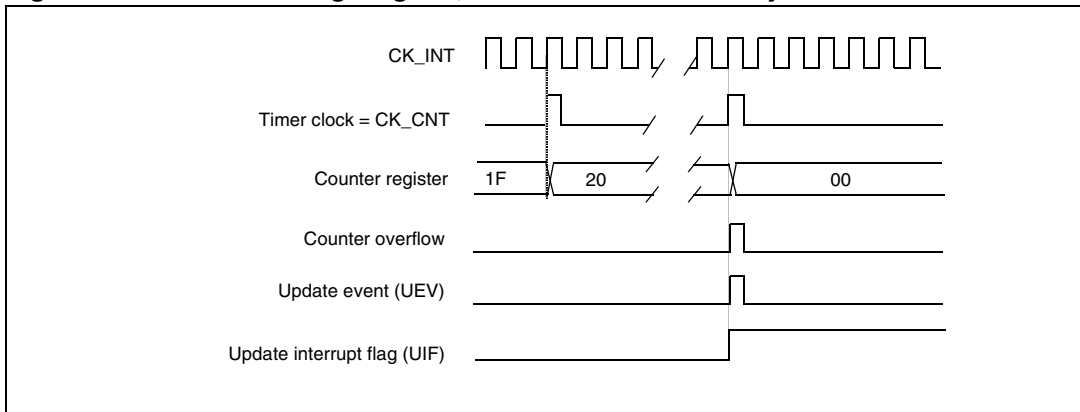 CK_INT
Timer clock = CK_CNT
Counter register
1F
20
00
Counter overflow
Update event (UEV)
Update interrupt flag (UIF)